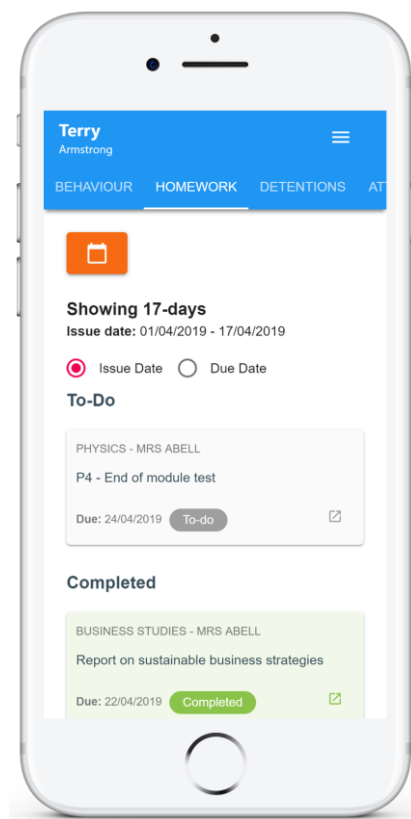 Terry
Armstrong
BEHAVIOUR HOMEWORK DETENTIONS AT
Showing 17-days
Issue date: 01/04/2019 - 17/04/2019
Issue Date Due Date
To-Do
PHYSICS - MRS ABELL
P4 - End of module test
Due: 24/04/2019 To-do
Completed
BUSINESS STUDIES - MRS ABELL
Report on sustainable business strategies
Due: 22/04/2019 Completed